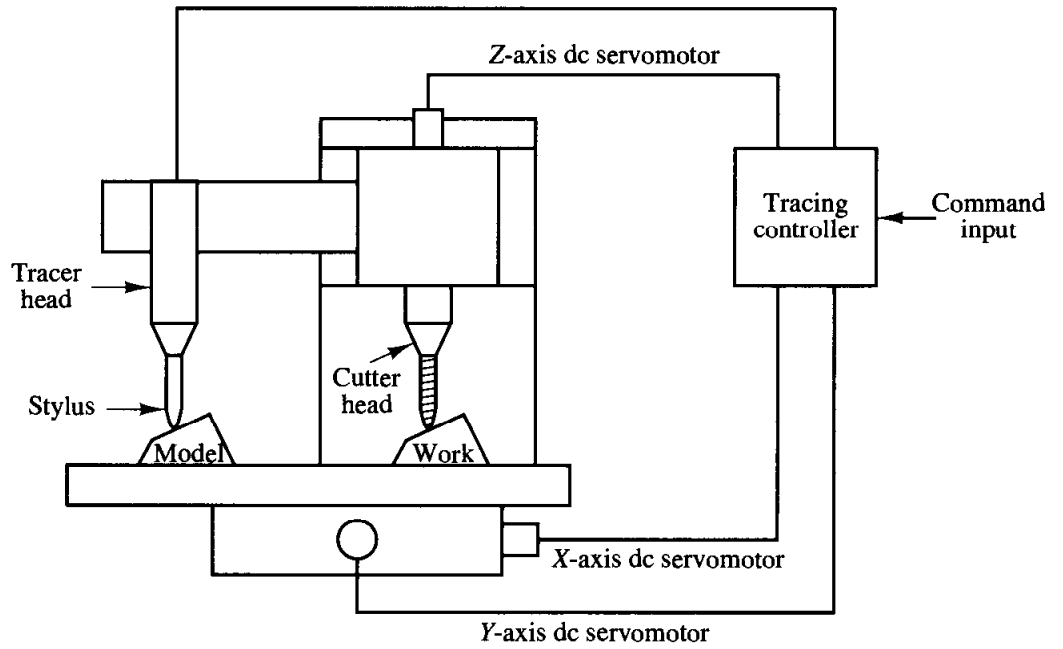 Z-axis dc servomotor
Tracing
controller
Command
input
Tracer
head
Stylus
Cutter
head
Model
Work
X-axis dc servomotor
Y-axis dc servomotor